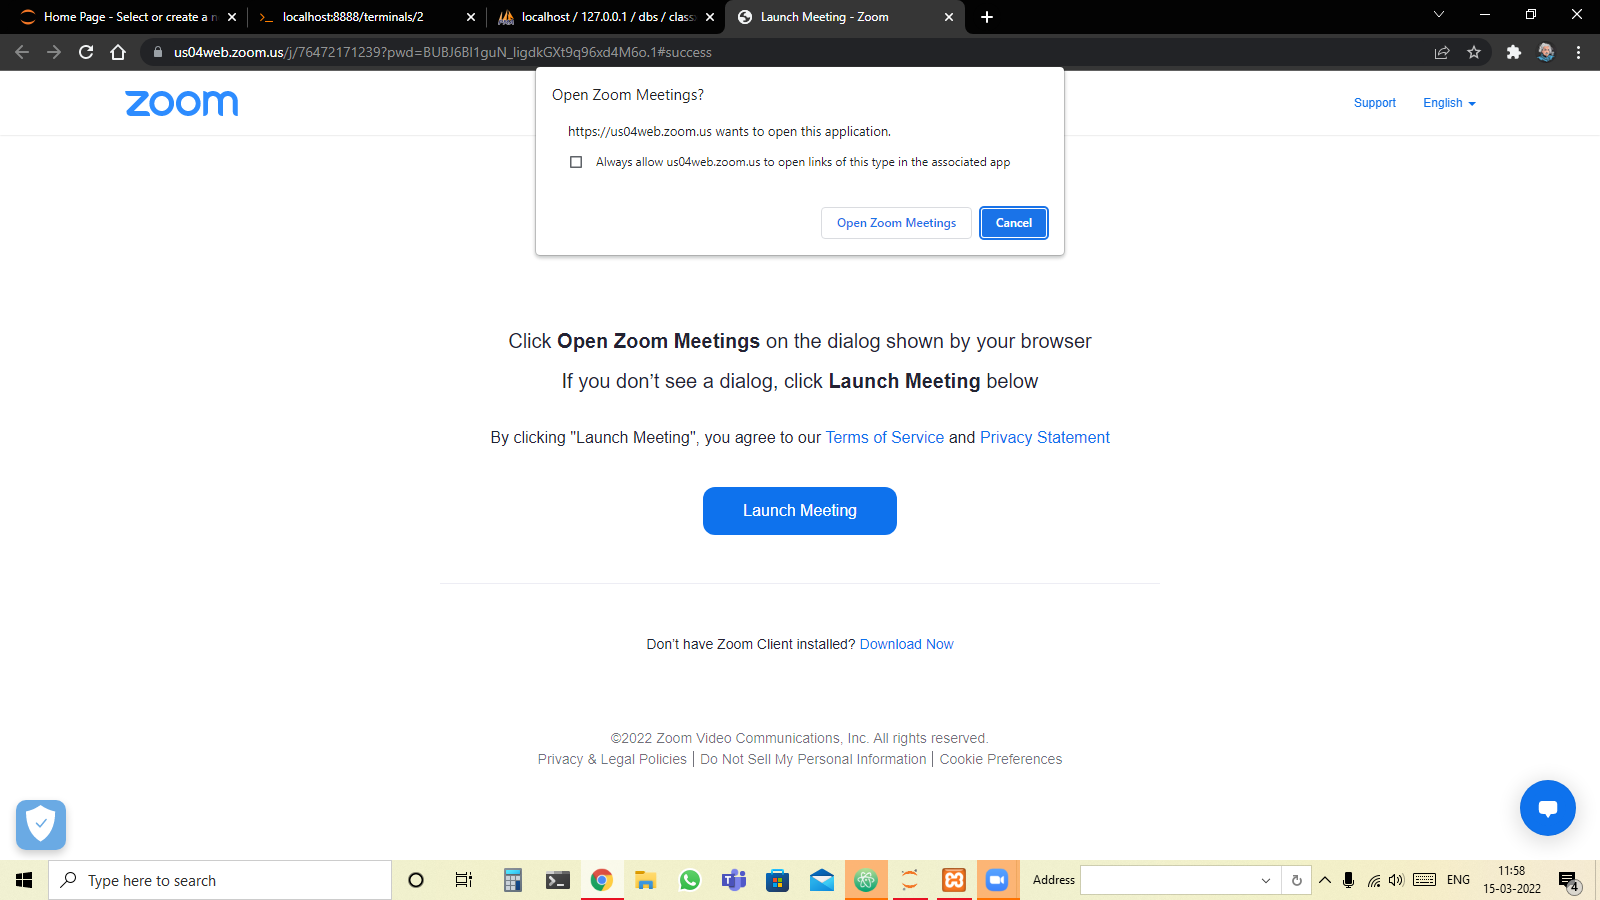 Home Page - Select or create a n
localhost:8888/terminals/2
localhost / 127.0.0.1 / dbs / class
Launch Meeting - Zoom
us04web.zoom.us/j/76472171239?pwd=BUBJ6BI1guN_ligdkGXt9q96xd4M6o.1#success
zoom
Support
English
Open Zoom Meetings?
https://us04web.zoom.us wants to open this application.
Always allow us04web.zoom.us to open links of this type in the associated app
Open Zoom Meetings
Cancel
Click Open Zoom Meetings on the dialog shown by your browser
If you don’t see a dialog, click Launch Meeting below
By clicking "Launch Meeting", you agree to our Terms of Service and Privacy Statement
Launch Meeting
Don’t have Zoom Client installed? Download Now
©2022 Zoom Video Communications, Inc. All rights reserved.
Privacy & Legal Policies | Do Not Sell My Personal Information | Cookie Preferences
Type here to search
Address
ENG
11:58
15-03-2022
4